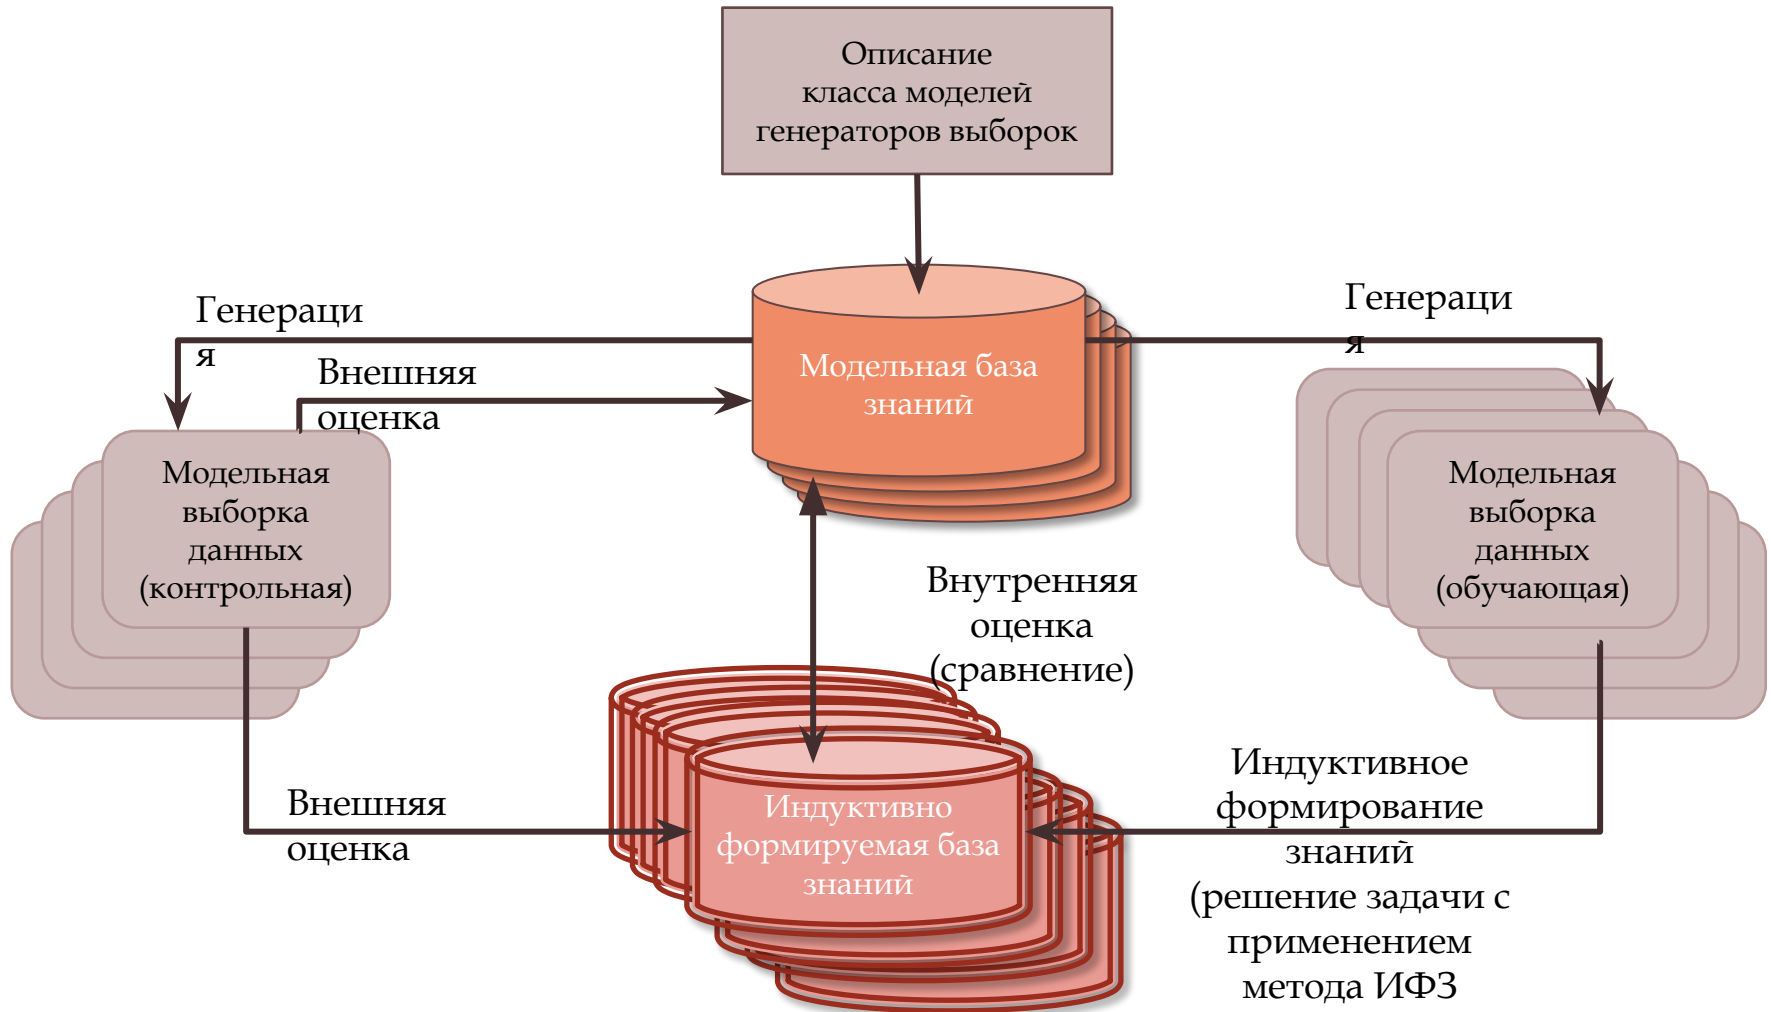 Описание
класса моделей
генераторов выборок
Генераци
я
Генераци
я
Внешняя
оценка
Модельная база
знаний
Модельная
выборка
данных
(контрольная)
Модельная
выборка
данных
(обучающая)
Внутренняя
оценка
(сравнение)
Внешняя
оценка
Индуктивно
формируемая база
знаний
Индуктивное
формирование
знаний
(решение задачи с
применением
метода ИФЗ